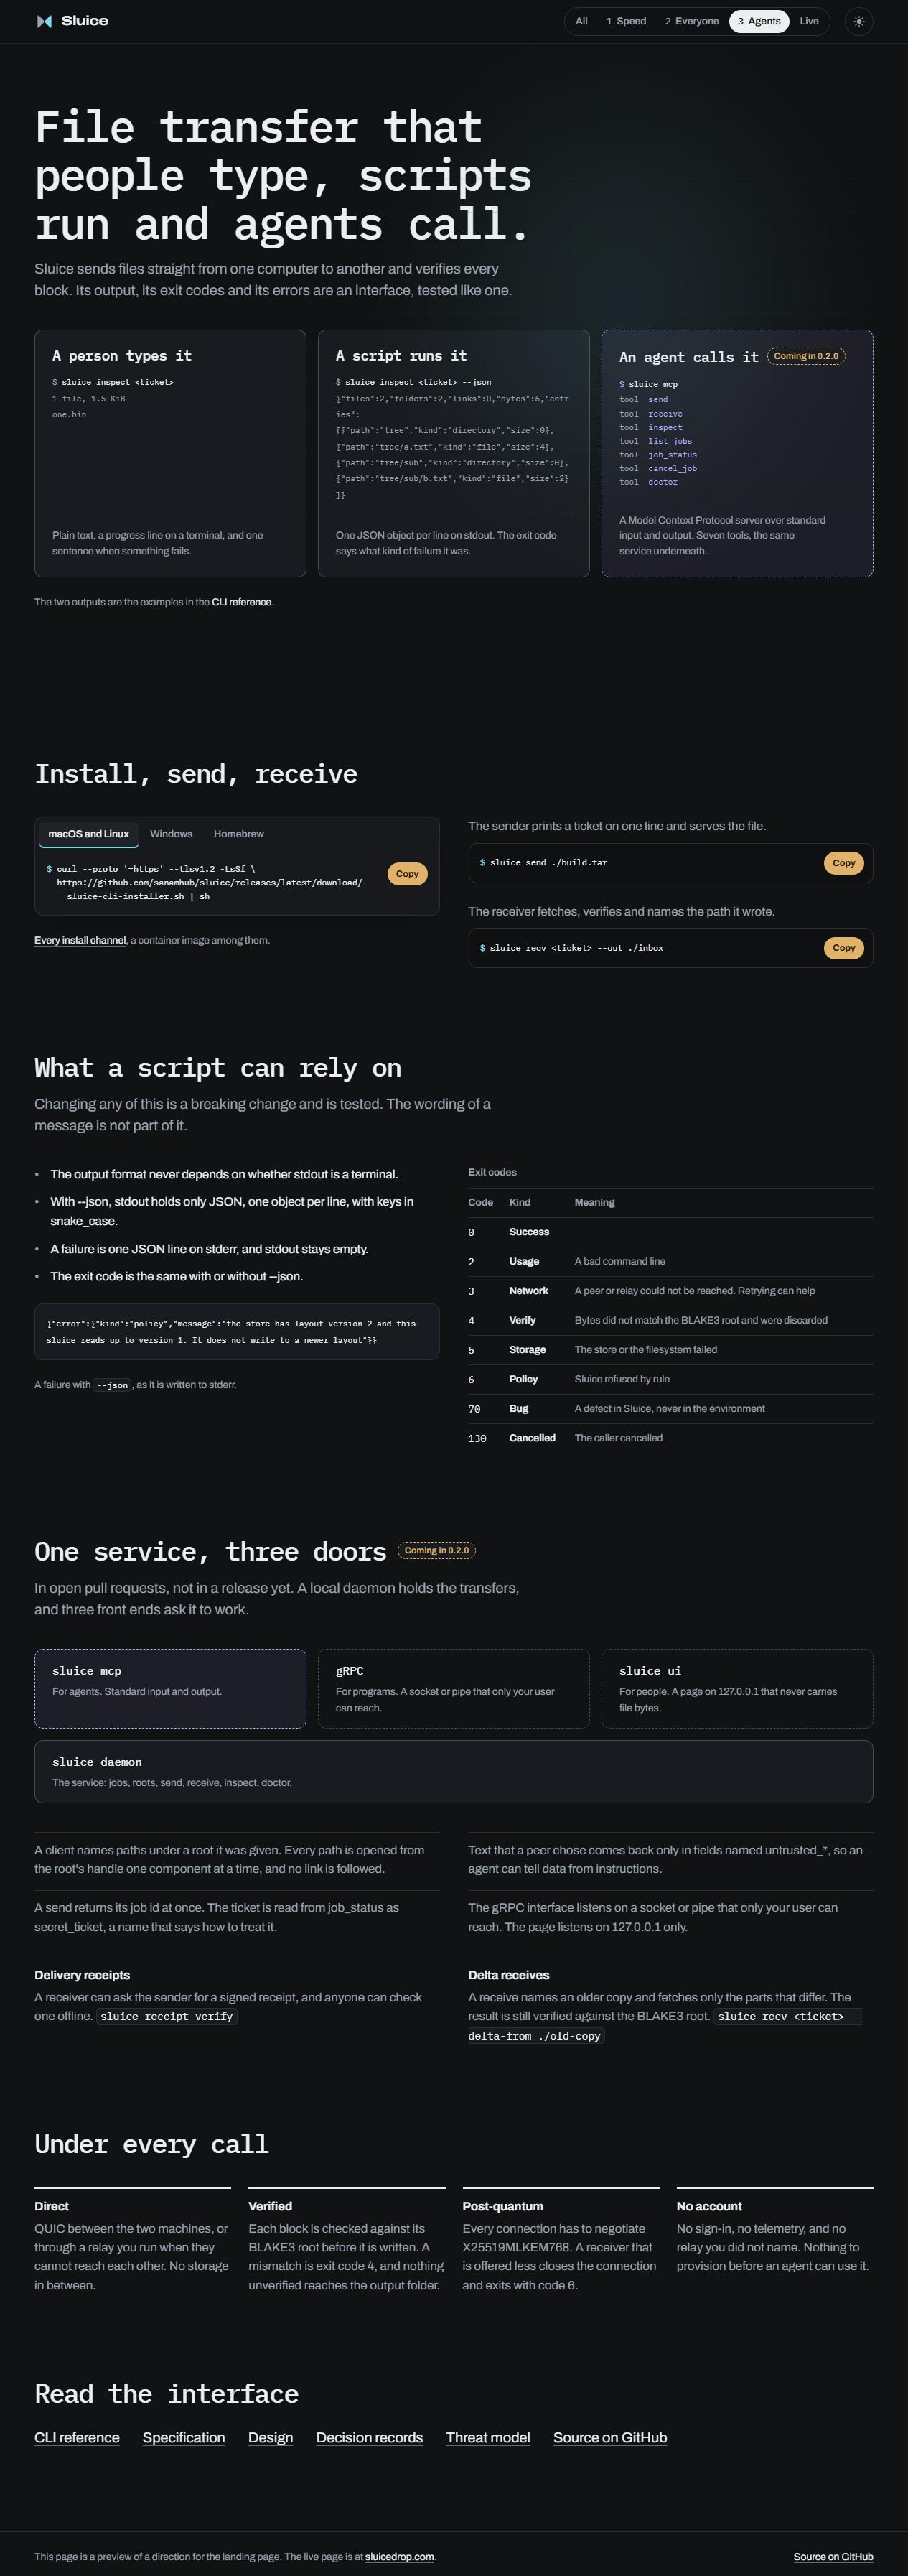 Sluice
All
1 Speed
2 Everyone
3 Agents
Live
File transfer that
people type, scripts
run and agents call.
Sluice sends files straight from one computer to another and verifies every
block. Its output, its exit codes and its errors are an interface, tested like one.
A person types it
$ sluice inspect <ticket>
1 file, 1.5 KiB
one.bin
Plain text, a progress line on a terminal, and one
sentence when something fails.
A script runs it
$ sluice inspect <ticket> --json
{"files":2,"folders":2,"links":0,"bytes":6,"entr
ies":
[{"path":"tree","kind":"directory","size":0},
{"path":"tree/a.txt","kind":"file","size":4},
{"path":"tree/sub","kind":"directory","size":0},
{"path":"tree/sub/b.txt","kind":"file","size":2}
]}
One JSON object per line on stdout. The exit code
says what kind of failure it was.
An agent calls it Coming in 0.2.0
$ sluice mcp
tool send
tool receive
tool inspect
tool list_jobs
tool job_status
tool cancel_job
tool doctor
A Model Context Protocol server over standard
input and output. Seven tools, the same
service underneath.
The two outputs are the examples in the CLI reference.
Install, send, receive
macOS and Linux
Windows
Homebrew
$ curl --proto '=https' --tlsv1.2 -LsSf \
https://github.com/sanamhub/sluice/releases/latest/download/
sluice-cli-installer.sh | sh
Copy
Every install channel, a container image among them.
The sender prints a ticket on one line and serves the file.
$ sluice send ./build.tar
Copy
The receiver fetches, verifies and names the path it wrote.
$ sluice recv <ticket> --out ./inbox
Copy
What a script can rely on
Changing any of this is a breaking change and is tested. The wording of a
message is not part of it.
• The output format never depends on whether stdout is a terminal.
• With --json, stdout holds only JSON, one object per line, with keys in
snake_case.
• A failure is one JSON line on stderr, and stdout stays empty.
• The exit code is the same with or without --json.
{"error":{"kind":"policy","message":"the store has layout version 2 and this
sluice reads up to version 1. It does not write to a newer layout"}}
A failure with --json, as it is written to stderr.
Exit codes
Code Kind Meaning
0 Success
2 Usage A bad command line
3 Network A peer or relay could not be reached. Retrying can help
4 Verify Bytes did not match the BLAKE3 root and were discarded
5 Storage The store or the filesystem failed
6 Policy Sluice refused by rule
70 Bug A defect in Sluice, never in the environment
130 Cancelled The caller cancelled
One service, three doors Coming in 0.2.0
In open pull requests, not in a release yet. A local daemon holds the transfers,
and three front ends ask it to work.
sluice mcp
For agents. Standard input and output.
gRPC
For programs. A socket or pipe that only your user
can reach.
sluice ui
For people. A page on 127.0.0.1 that never carries
file bytes.
sluice daemon
The service: jobs, roots, send, receive, inspect, doctor.
A client names paths under a root it was given. Every path is opened from
the root's handle one component at a time, and no link is followed.
Text that a peer chose comes back only in fields named untrusted_*, so an
agent can tell data from instructions.
A send returns its job id at once. The ticket is read from job_status as
secret_ticket, a name that says how to treat it.
The gRPC interface listens on a socket or pipe that only your user can
reach. The page listens on 127.0.0.1 only.
Delivery receipts
A receiver can ask the sender for a signed receipt, and anyone can check
one offline. sluice receipt verify
Delta receives
A receive names an older copy and fetches only the parts that differ. The
result is still verified against the BLAKE3 root. sluice recv <ticket> --
delta-from ./old-copy
Under every call
Direct
QUIC between the two machines, or
through a relay you run when they
cannot reach each other. No storage
in between.
Verified
Each block is checked against its
BLAKE3 root before it is written. A
mismatch is exit code 4, and nothing
unverified reaches the output folder.
Post-quantum
Every connection has to negotiate
X25519MLKEM768. A receiver that
is offered less closes the connection
and exits with code 6.
No account
No sign-in, no telemetry, and no
relay you did not name. Nothing to
provision before an agent can use it.
Read the interface
CLI reference
Specification
Design
Decision records
Threat model
Source on GitHub
This page is a preview of a direction for the landing page. The live page is at sluicedrop.com.
Source on GitHub